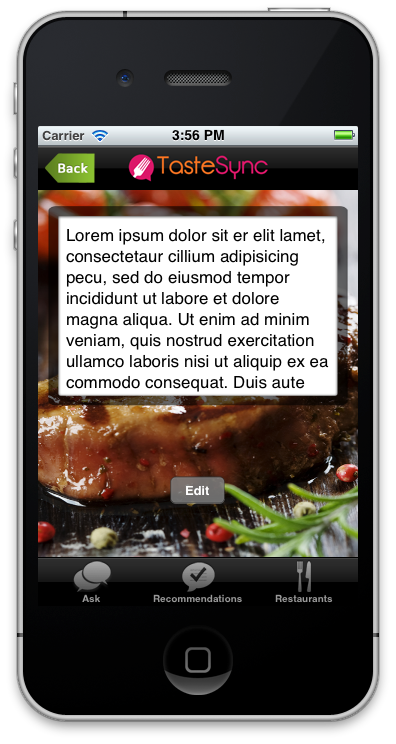 Carrier 3:56 PM
Back TasteSync
Lorem ipsum dolor sit er elit lamet,
consectetaur cillium adipisicing
pecu, sed do eiusmod tempor
incididunt ut labore et dolore
magna aliqua. Ut enim ad minim
veniam, quis nostrud exercitation
ullamco laboris nisi ut aliquip ex ea
commodo consequat. Duis aute
Edit
Ask Recommendations Restaurants